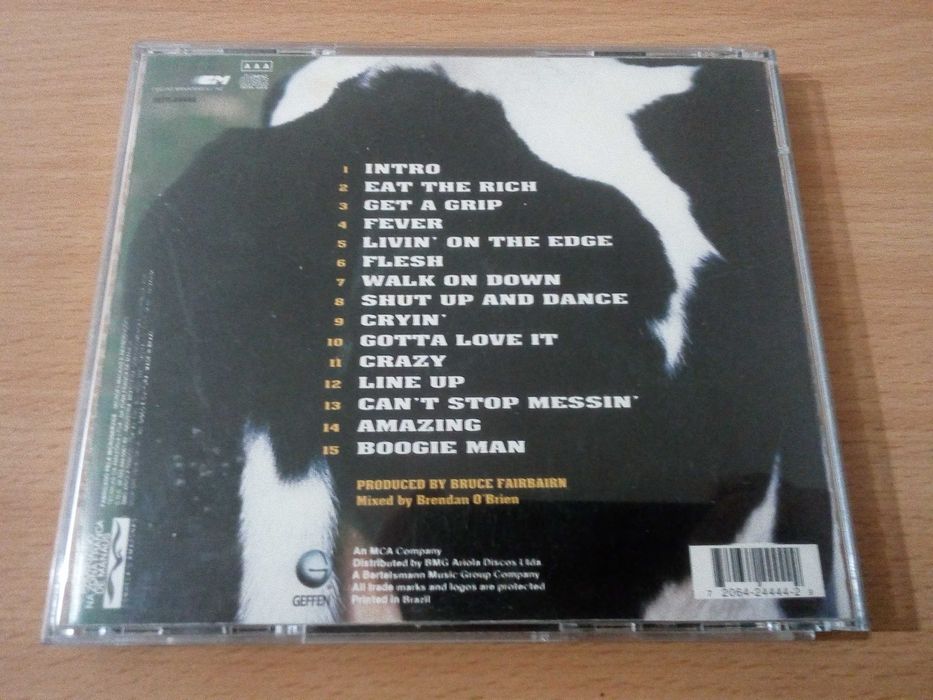 AAA
1 INTRO
2 EAT THE RICH
3 GET A GRIP
4 FEVER
5 LIVIN' ON THE EDGE
6 FLESH
7 WALK ON DOWN
8 SHUT UP AND DANCE
9 CRYIN'
10 GOTTA LOVE IT
11 CRAZY
12 LINE UP
13 CAN'T STOP MESSIN'
14 AMAZING
15 BOOGIE MAN
PRODUCED BY BRUCE FAIRBAIRN
Mixed by Brendan O'Brien
An MCA Company
Distributed by BMG Ariola Discos Ltda
A Bertelsmann Music Group Company
All trade marks and logos are protected
Printed in Brazil
GEFFEN
7 2064-24444-2 9